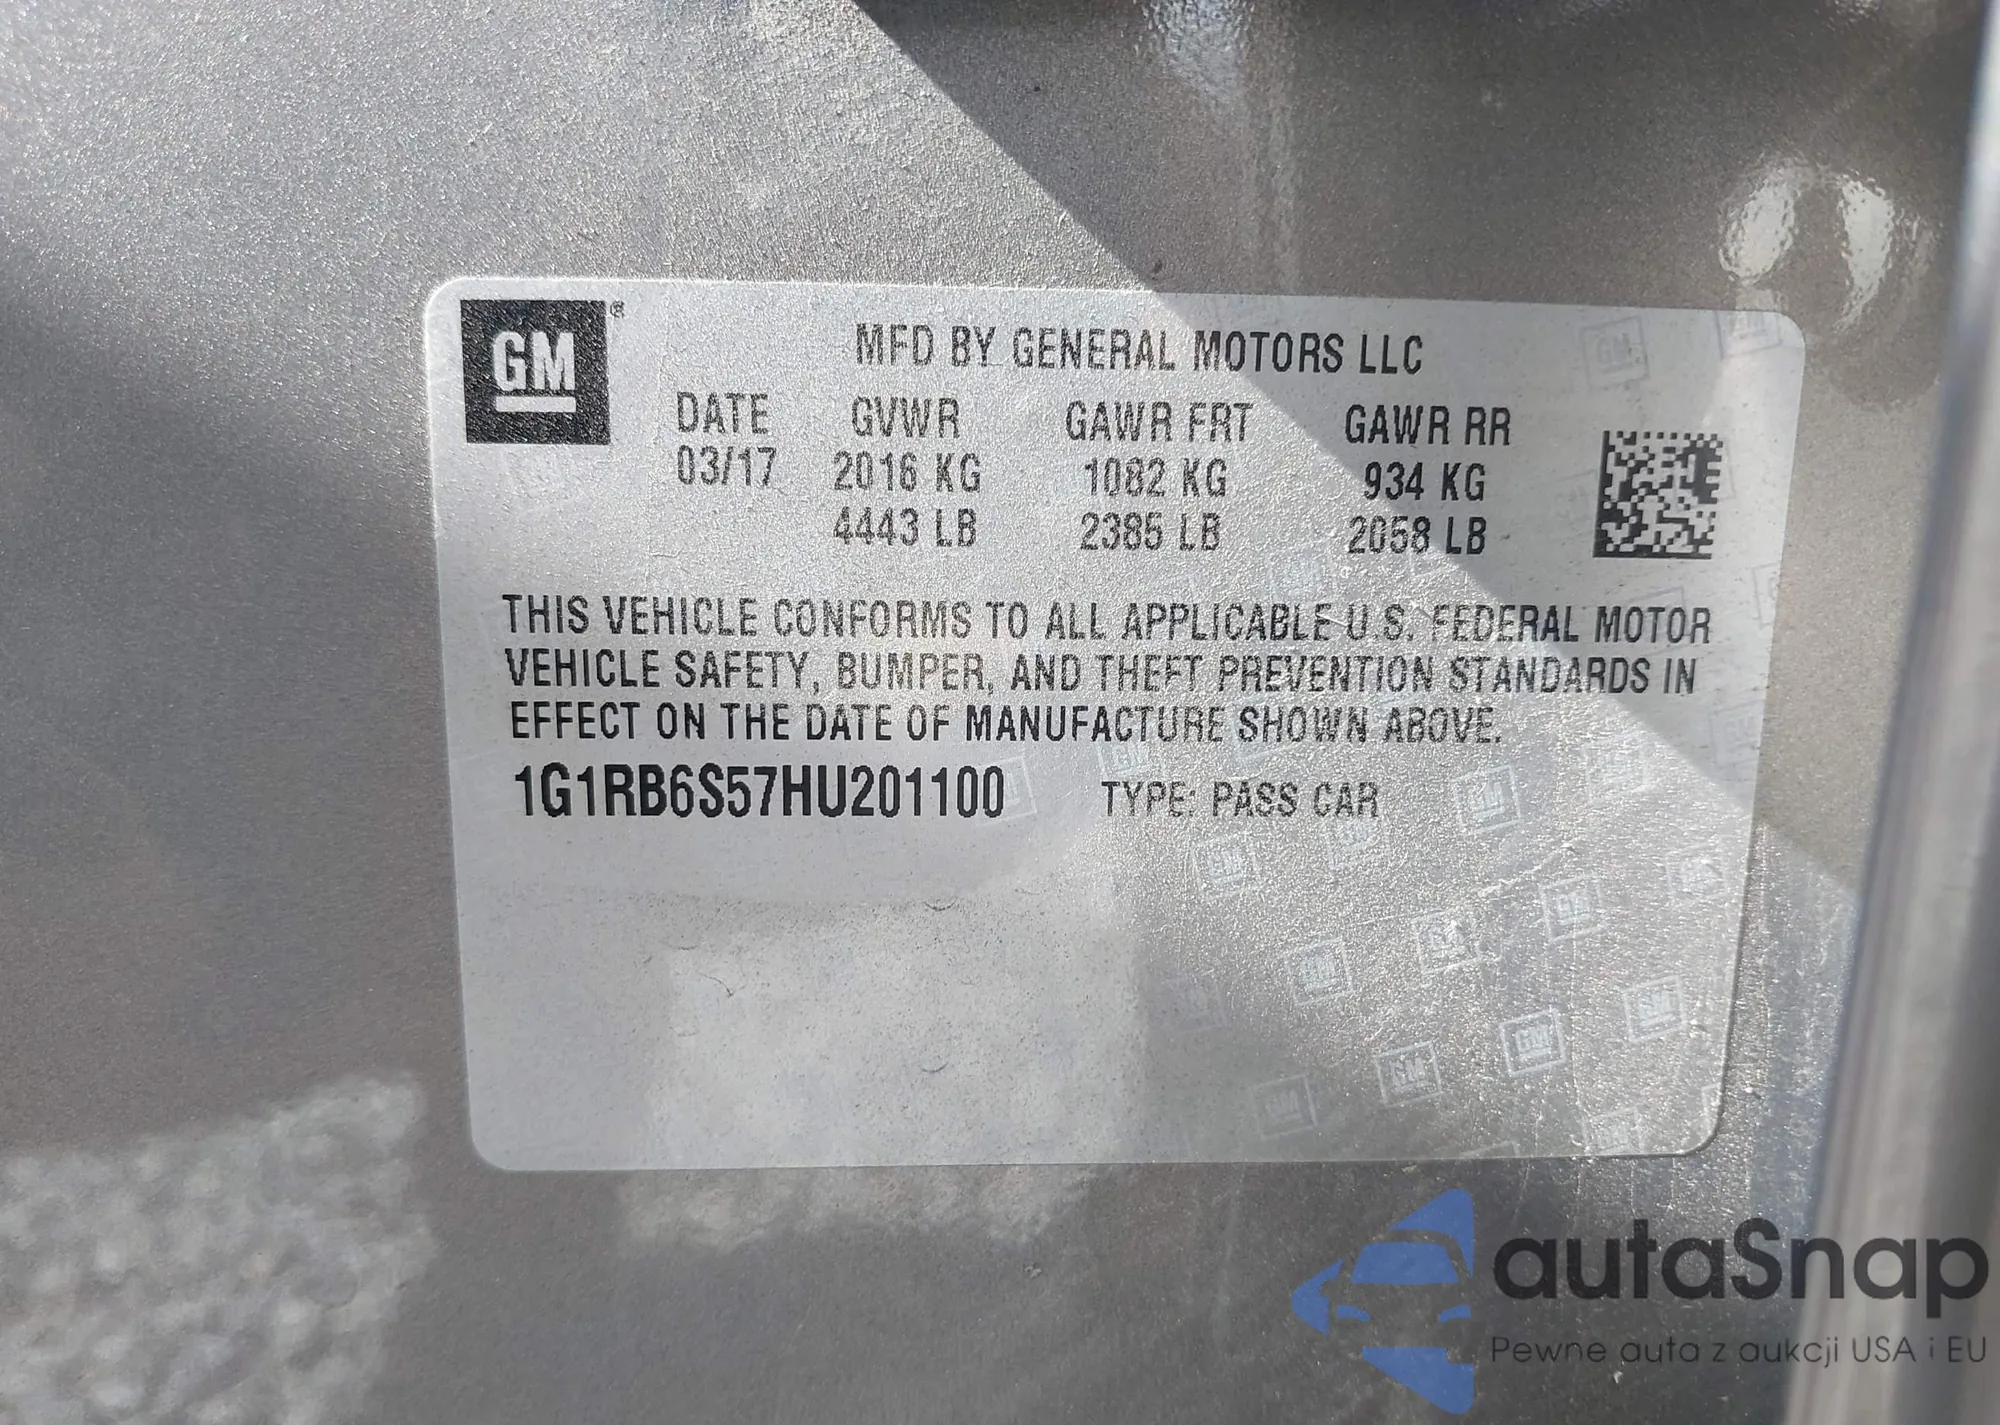 GM®
MFD BY GENERAL MOTORS LLC
DATE GVWR GAWR FRT GAWR RR
03/17 2016 KG 1082 KG 934 KG
4443 LB 2385 LB 2058 LB
THIS VEHICLE CONFORMS TO ALL APPLICABLE U.S. FEDERAL MOTOR
VEHICLE SAFETY, BUMPER, AND THEFT PREVENTION STANDARDS IN
EFFECT ON THE DATE OF MANUFACTURE SHOWN ABOVE.
1G1RB6S57HU201100 TYPE: PASS CAR
autaSnap
Pewne auta z aukcji USA i EU